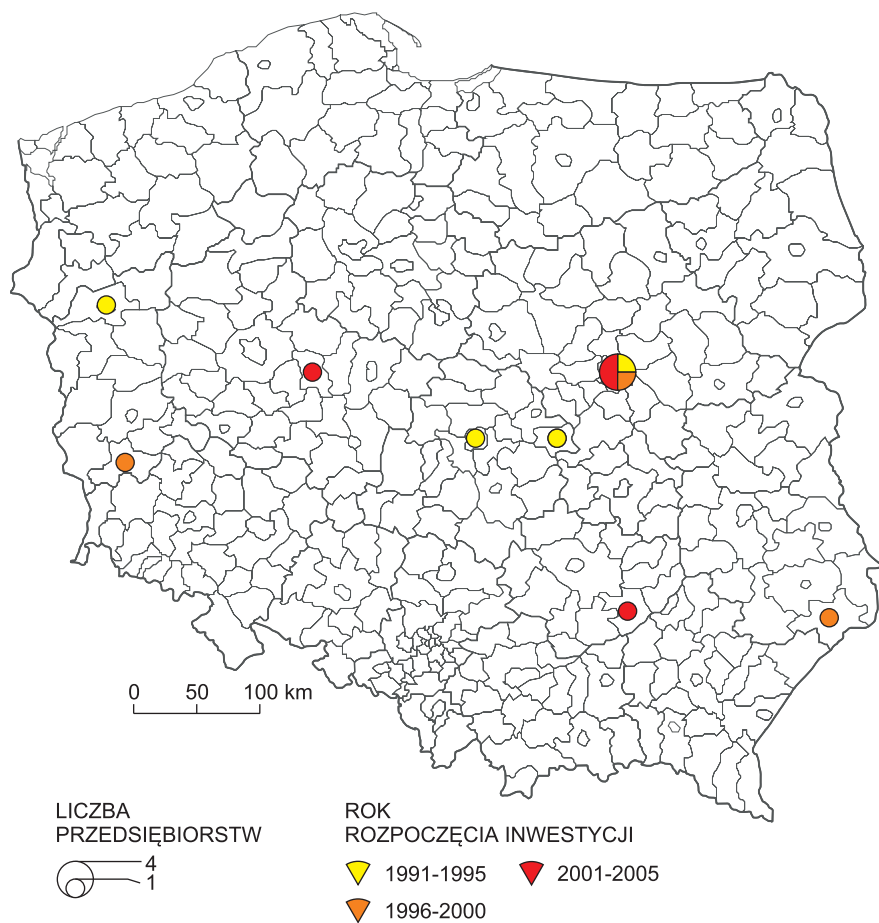 0 50 100 km
LICZBA
PRZEDSIĘBIORSTW
4
1
ROK
ROZPOCZĘCIA INWESTYCJI
1991-1995 2001-2005
1996-2000